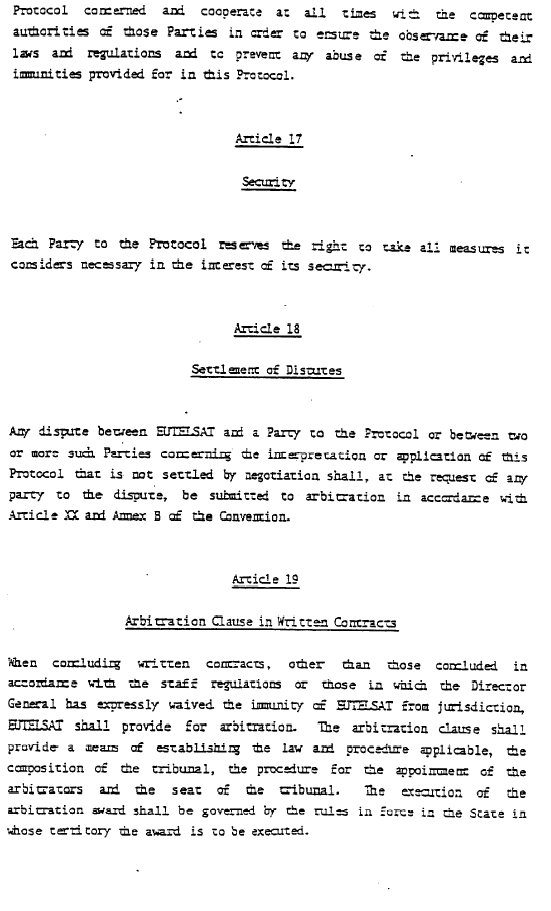 Protocol concerned and cooperate at all times with the competent
authorities of those Parties in order to ensure the observance of their
laws and regulations and to prevent any abuse of the privileges and
immunities provided for in this Protocol.
Article 17
Security
Each Party to the Protocol reserves the right to take all measures it
considers necessary in the interest of its security.
Article 18
Settlement of Disputes
Any dispute between EUTELSAT and a Party to the Protocol or between two
or more such Parties concerning the interpretation or application of this
Protocol that is not settled by negotiation shall, at the request of any
party to the dispute, be submitted to arbitration in accordance with
Article XX and Annex B of the Convention.
Article 19
Arbitration Clause in Written Contracts
When concluding written contracts, other than those concluded in
accordance with the staff regulations or those in which the Director
General has expressly waived the immunity of EUTELSAT from jurisdiction,
EUTELSAT shall provide for arbitration. The arbitration clause shall
provide a means of establishing the law and procedure applicable, the
composition of the tribunal, the procedure for the appointment of the
arbitrators and the seat of the tribunal. The execution of the
arbitration award shall be governed by the rules in force in the State in
whose territory the award is to be executed.